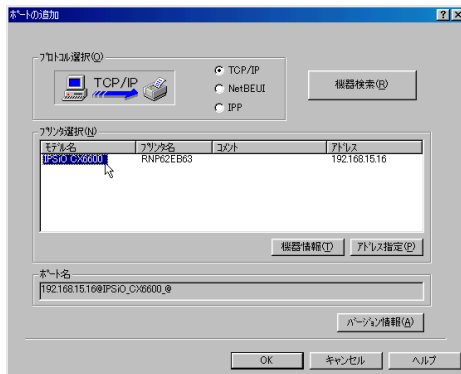 ポートの追加
プロトコル選択(O)
TCP/IP
TCP/IP
NetBEUI
IPP
機器検索(R)
プリンタ選択(N)
モデル名 プリンタ名 コメント アドレス
IPSiO CX6600 RNP62EB63 192.168.15.16
機器情報(T) アドレス指定(P)
ポート名
192.168.15.16@IPSiO_CX6600_@
バージョン情報(A)
OK キャンセル ヘルプ